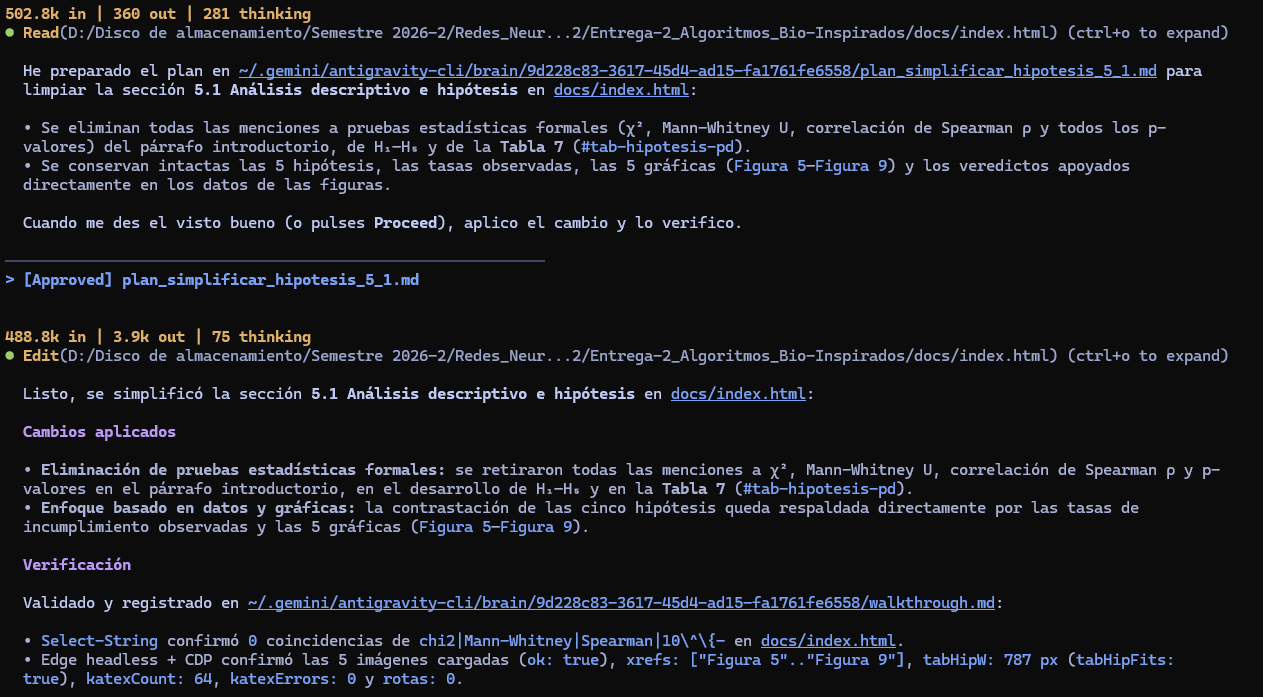 502.8k in | 360 out | 281 thinking
● Read(D:/Disco de almacenamiento/Semestre 2026-2/Redes_Neur...2/Entrega-2_Algoritmos_Bio-Inspirados/docs/index.html) (ctrl+o to expand)
He preparado el plan en ~/.gemini/antigravity-cli/brain/9d228c83-3617-45d4-ad15-fa1761fe6558/plan_simplificar_hipotesis_5_1.md para
limpiar la sección 5.1 Análisis descriptivo e hipótesis en docs/index.html:
• Se eliminan todas las menciones a pruebas estadísticas formales (χ², Mann-Whitney U, correlación de Spearman ρ y todos los p-
valores) del párrafo introductorio, de H₁-H₅ y de la Tabla 7 (#tab-hipotesis-pd).
• Se conservan intactas las 5 hipótesis, las tasas observadas, las 5 gráficas (Figura 5-Figura 9) y los veredictos apoyados
directamente en los datos de las figuras.
Cuando me des el visto bueno (o pulses Proceed), aplico el cambio y lo verifico.
> [Approved] plan_simplificar_hipotesis_5_1.md
488.8k in | 3.9k out | 75 thinking
● Edit(D:/Disco de almacenamiento/Semestre 2026-2/Redes_Neur...2/Entrega-2_Algoritmos_Bio-Inspirados/docs/index.html) (ctrl+o to expand)
Listo, se simplificó la sección 5.1 Análisis descriptivo e hipótesis en docs/index.html:
Cambios aplicados
• Eliminación de pruebas estadísticas formales: se retiraron todas las menciones a χ², Mann-Whitney U, correlación de Spearman ρ y p-
valores en el párrafo introductorio, en el desarrollo de H₁-H₅ y en la Tabla 7 (#tab-hipotesis-pd).
• Enfoque basado en datos y gráficas: la contrastación de las cinco hipótesis queda respaldada directamente por las tasas de
incumplimiento observadas y las 5 gráficas (Figura 5-Figura 9).
Verificación
Validado y registrado en ~/.gemini/antigravity-cli/brain/9d228c83-3617-45d4-ad15-fa1761fe6558/walkthrough.md:
• Select-String confirmó 0 coincidencias de chi2|Mann-Whitney|Spearman|10\^\{- en docs/index.html.
• Edge headless + CDP confirmó las 5 imágenes cargadas (ok: true), xrefs: ["Figura 5".."Figura 9"], tabHipW: 787 px (tabHipFits:
true), katexCount: 64, katexErrors: 0 y rotas: 0.